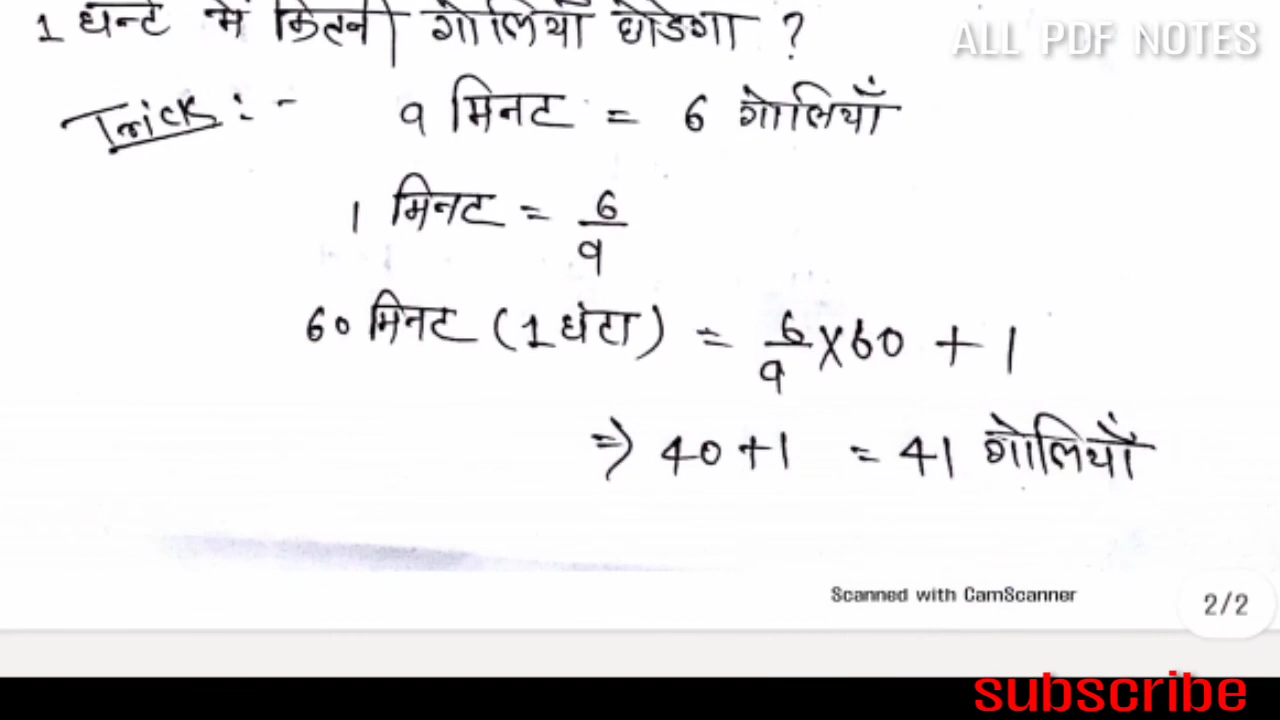 1 घन्टे में कितनी गोलियाँ छोडेगा ?
ALL PDF NOTES
Trick :- 9 मिनट = 6 गोलियाँ
1 मिनट = 6/9
60 मिनट (1 घंटा) = 6/9 X 60 + 1
⇒ 40 + 1 = 41 गोलियाँ
Scanned with CamScanner
2/2
subscribe